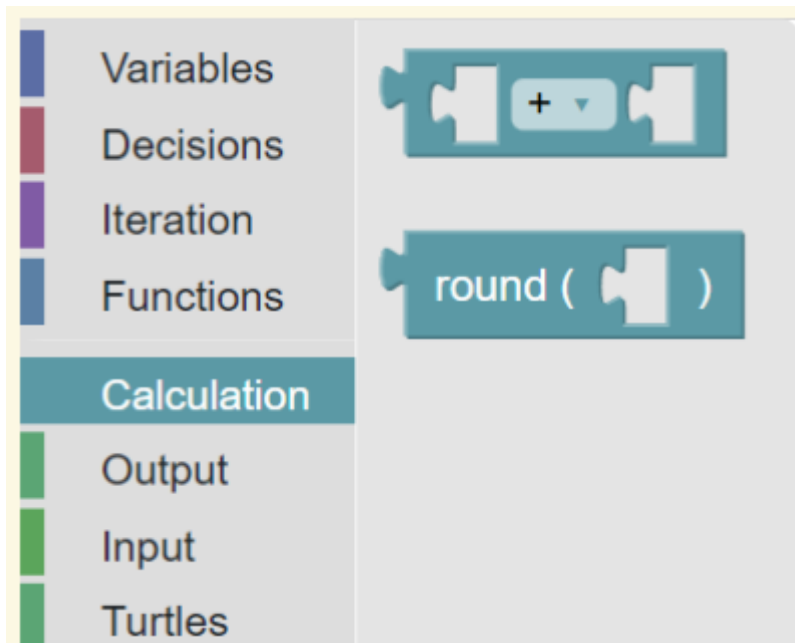 Variables
Decisions
Iteration
Functions
Calculation
Output
Input
Turtles
+ ▼
round ( )